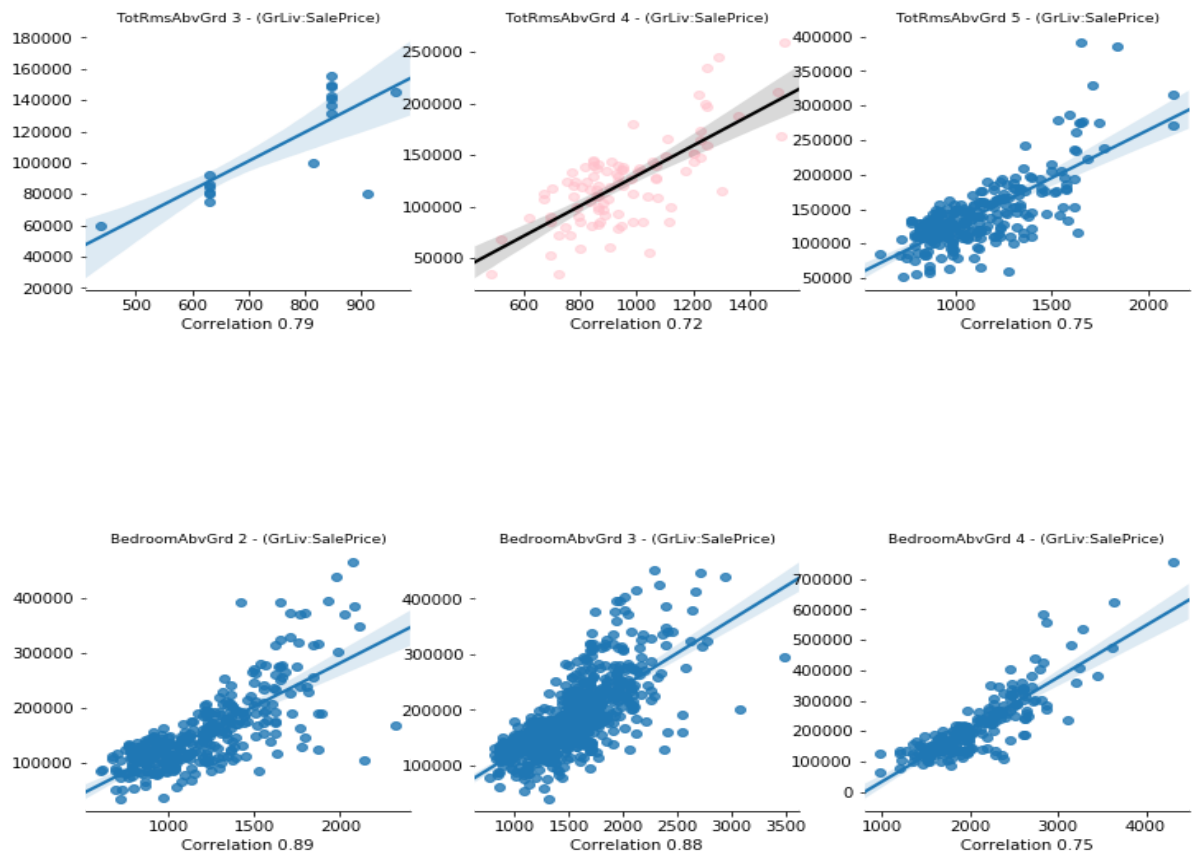 TotRmsAbvGrd 3 - (GrLiv:SalePrice)
180000
160000
140000
120000
100000
80000
60000
40000
20000
500 600 700 800 900
Correlation 0.79
TotRmsAbvGrd 4 - (GrLiv:SalePrice)
250000
200000
150000
100000
50000
600 800 1000 1200 1400
Correlation 0.72
TotRmsAbvGrd 5 - (GrLiv:SalePrice)
400000
350000
300000
250000
200000
150000
100000
50000
1000 1500 2000
Correlation 0.75
BedroomAbvGrd 2 - (GrLiv:SalePrice)
400000
300000
200000
100000
1000 1500 2000
Correlation 0.89
BedroomAbvGrd 3 - (GrLiv:SalePrice)
400000
300000
200000
100000
1000 1500 2000 2500 3000 3500
Correlation 0.88
BedroomAbvGrd 4 - (GrLiv:SalePrice)
700000
600000
500000
400000
300000
200000
100000
0
1000 2000 3000 4000
Correlation 0.75